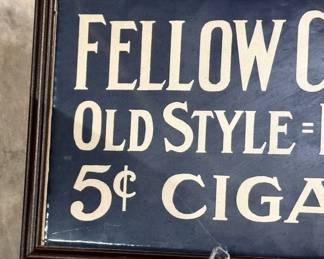 FELLOW C
OLD STYLE =
5¢ CIGA